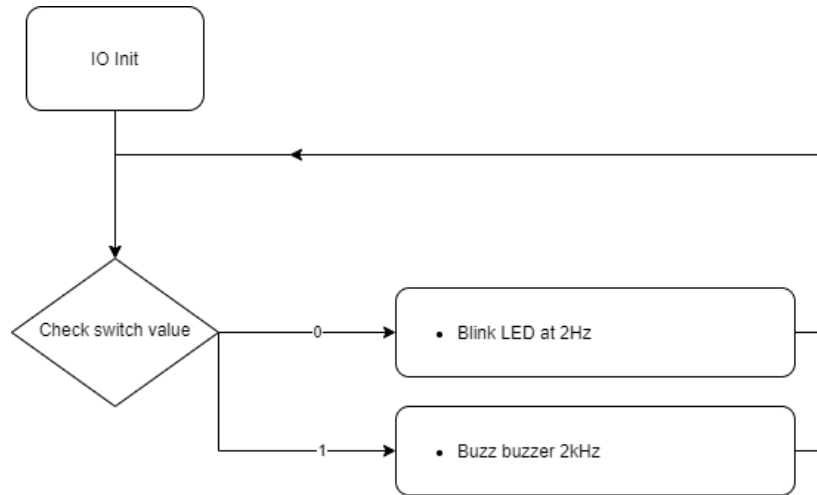 IO Init
Check switch value
0
• Blink LED at 2Hz
1
• Buzz buzzer 2kHz